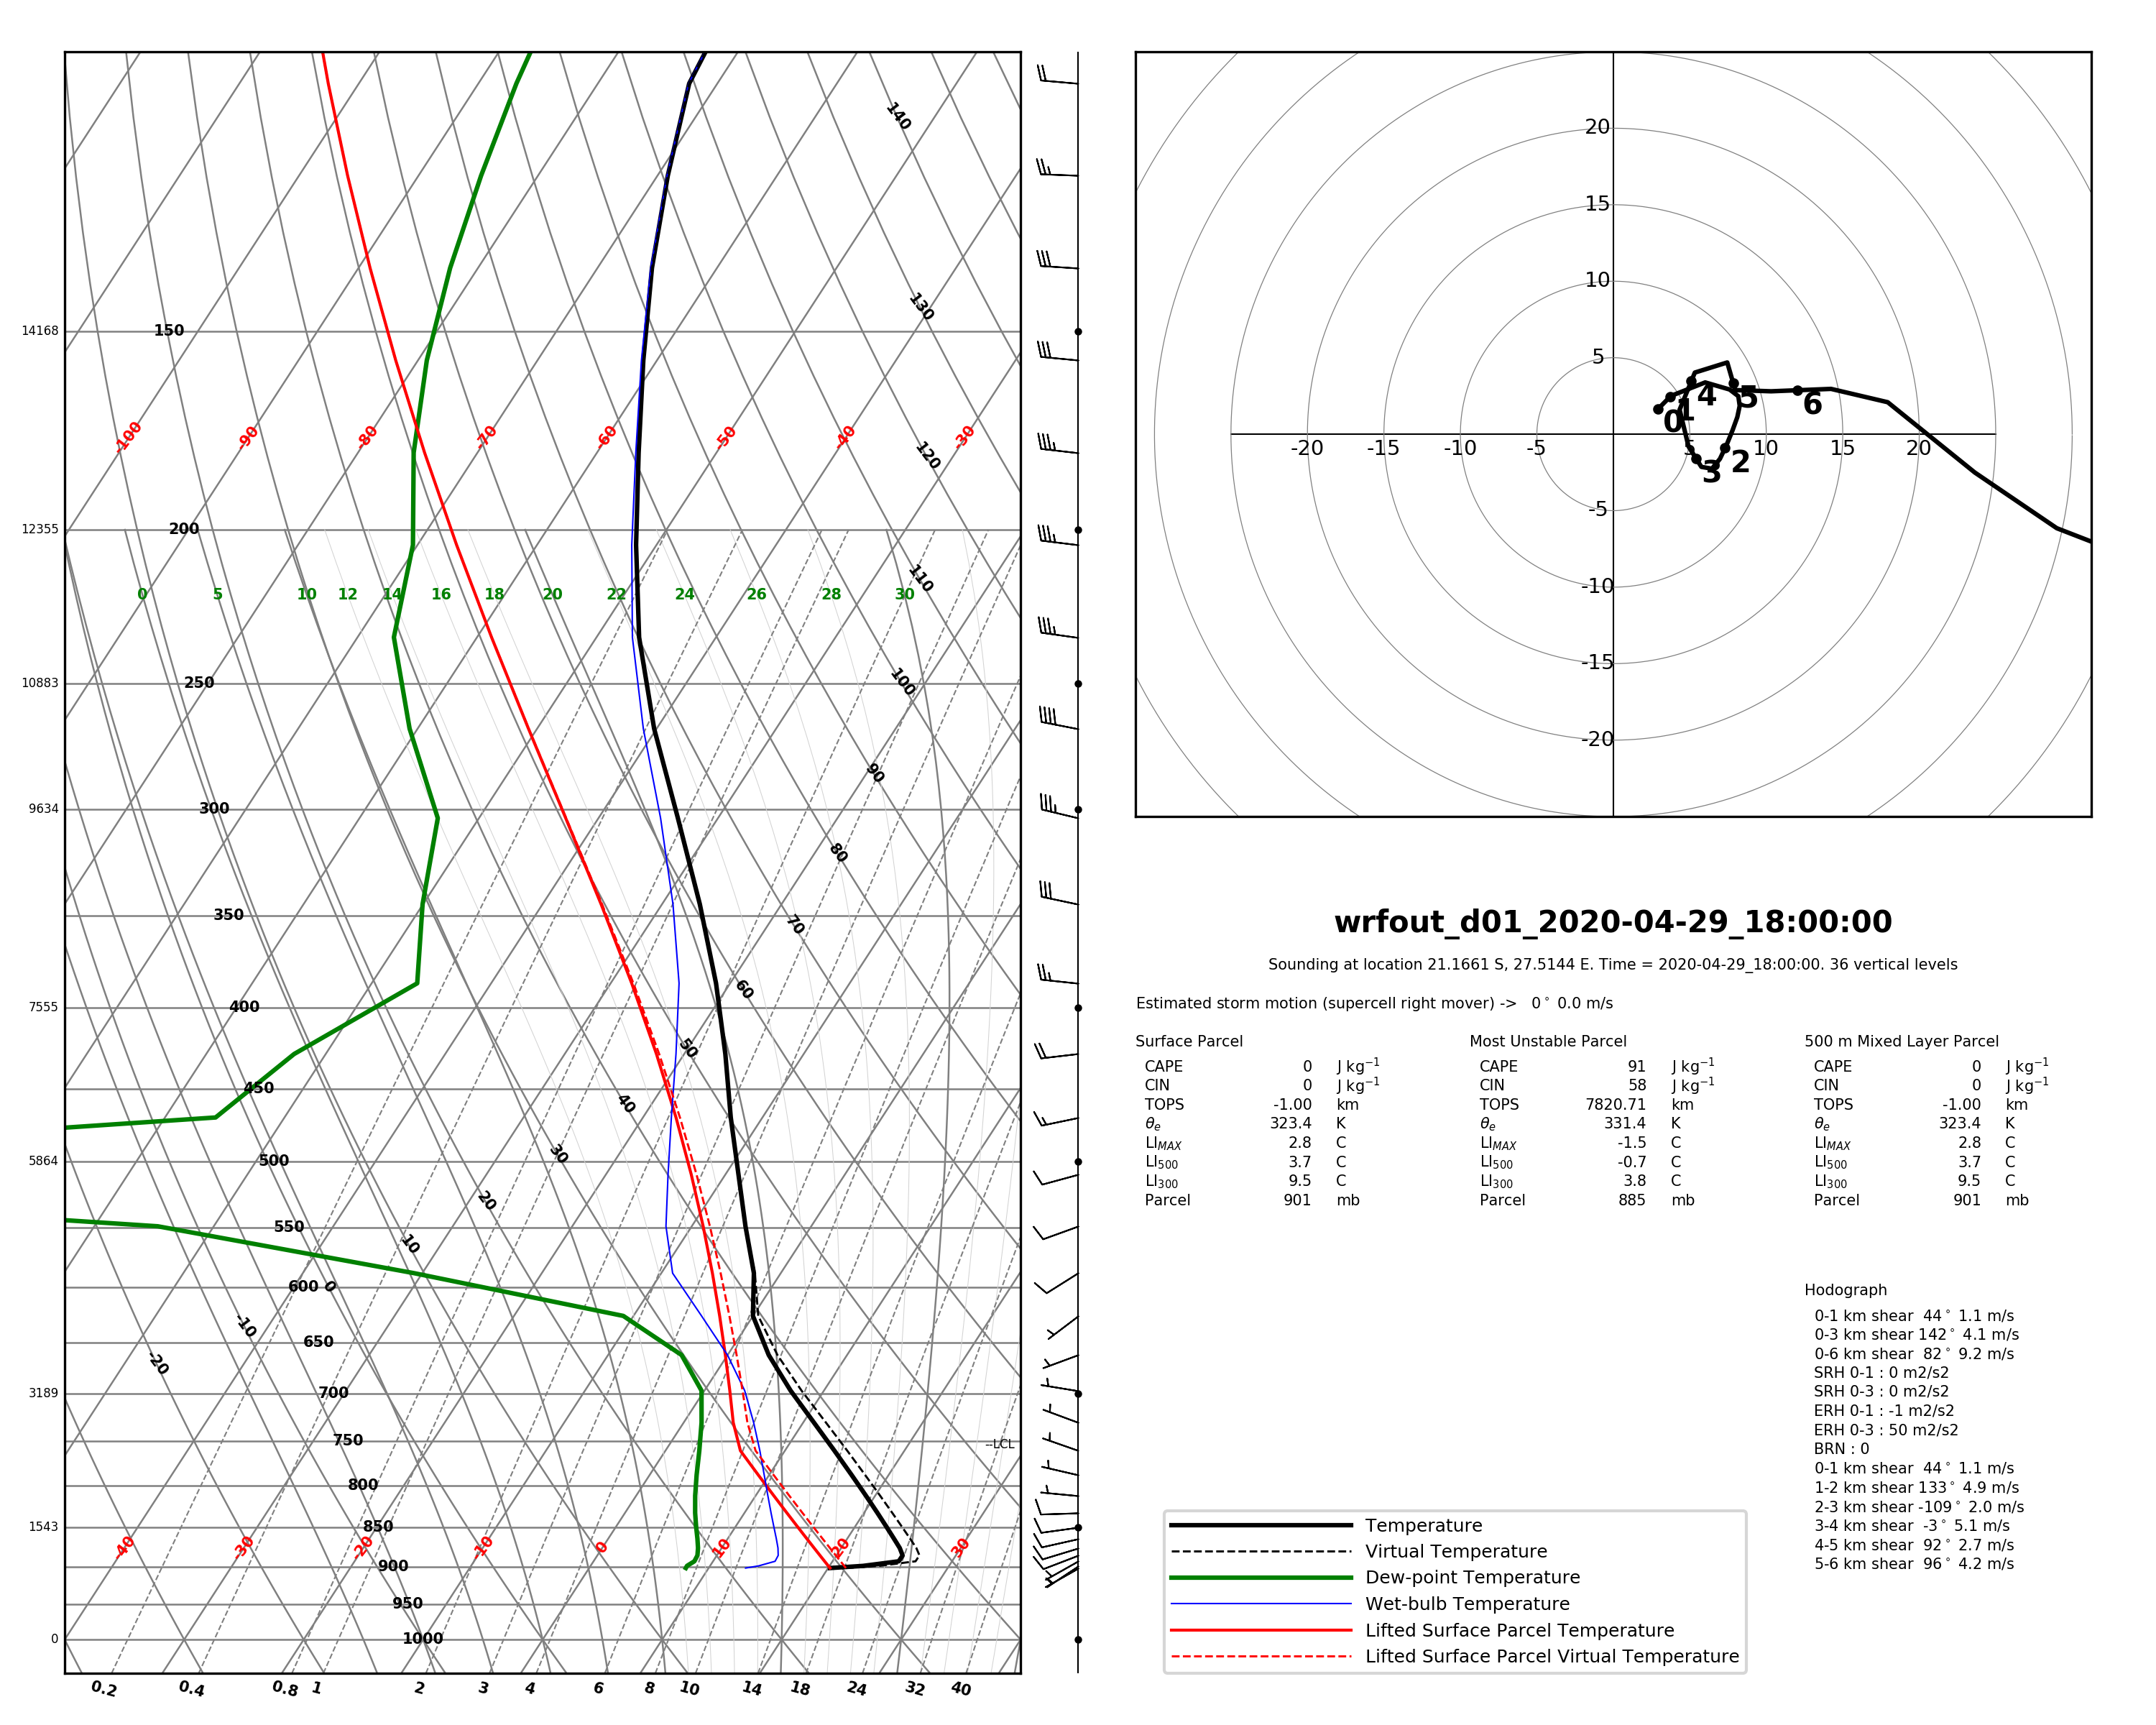 140
130
120
110
100
90
80
70
60
50
40
30
20
10
0
-10
-20
14168 150
-100 -90 -80 -70 -60 -50 -40 -30
12355 200
0 5 10 12 14 16 18 20 22 24 26 28 30
10883 250
9634 300
350
7555 400
450
5864 500
550
600
650
3189 700
750
--LCL
800
1543 850
-40 -30 -20 -10 0 10 20 30
900
950
0 1000
0.2 0.4 0.8 1 2 3 4 6 8 10 14 18 24 32 40
20
15
10
5
-20 -15 -10 -5 5 10 15 20
-5
-10
-15
-20
0 1 2 3 4 5 6
wrfout_d01_2020-04-29_18:00:00
Sounding at location 21.1661 S, 27.5144 E. Time = 2020-04-29_18:00:00. 36 vertical levels
Estimated storm motion (supercell right mover) -> 0° 0.0 m/s
Surface Parcel
CAPE 0 J kg⁻¹
CIN 0 J kg⁻¹
TOPS -1.00 km
θe 323.4 K
LIMAX 2.8 C
LI500 3.7 C
LI300 9.5 C
Parcel 901 mb
Most Unstable Parcel
CAPE 91 J kg⁻¹
CIN 58 J kg⁻¹
TOPS 7820.71 km
θe 331.4 K
LIMAX -1.5 C
LI500 -0.7 C
LI300 3.8 C
Parcel 885 mb
500 m Mixed Layer Parcel
CAPE 0 J kg⁻¹
CIN 0 J kg⁻¹
TOPS -1.00 km
θe 323.4 K
LIMAX 2.8 C
LI500 3.7 C
LI300 9.5 C
Parcel 901 mb
Hodograph
0-1 km shear 44° 1.1 m/s
0-3 km shear 142° 4.1 m/s
0-6 km shear 82° 9.2 m/s
SRH 0-1 : 0 m2/s2
SRH 0-3 : 0 m2/s2
ERH 0-1 : -1 m2/s2
ERH 0-3 : 50 m2/s2
BRN : 0
0-1 km shear 44° 1.1 m/s
1-2 km shear 133° 4.9 m/s
2-3 km shear -109° 2.0 m/s
3-4 km shear -3° 5.1 m/s
4-5 km shear 92° 2.7 m/s
5-6 km shear 96° 4.2 m/s
Temperature
Virtual Temperature
Dew-point Temperature
Wet-bulb Temperature
Lifted Surface Parcel Temperature
Lifted Surface Parcel Virtual Temperature